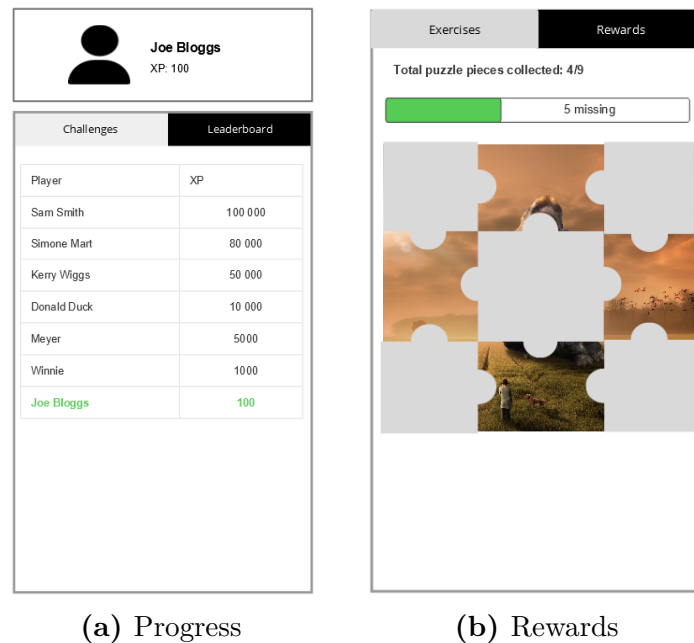 Joe Bloggs
XP: 100
Challenges Leaderboard
Player XP
Sam Smith 100 000
Simone Mart 80 000
Kerry Wiggs 50 000
Donald Duck 10 000
Meyer 5000
Winnie 1000
Joe Bloggs 100
(a) Progress
Exercises Rewards
Total puzzle pieces collected: 4/9
5 missing
(b) Rewards